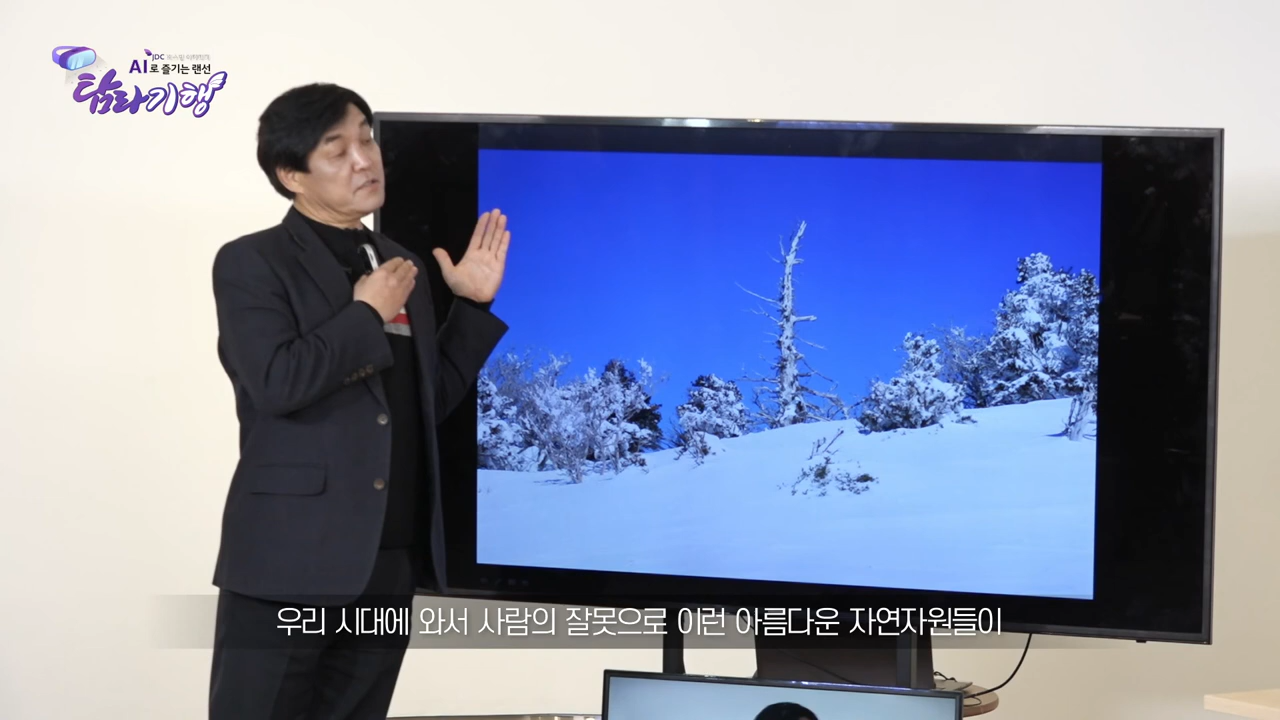 JDC
AI로 즐기는 랜선
탐라기행
우리 시대에 와서 사람의 잘못으로 이런 아름다운 자연자원들이